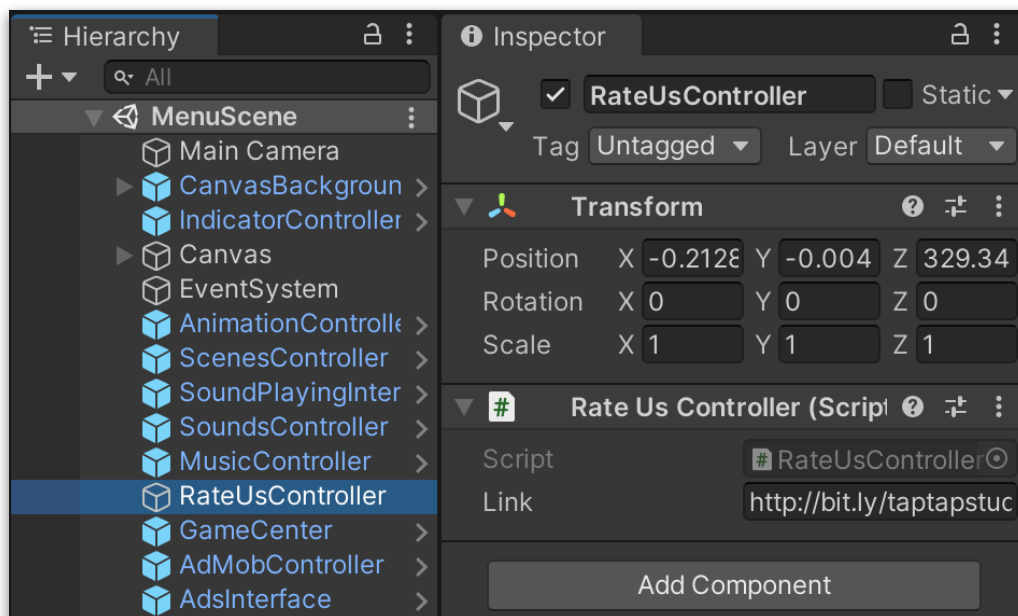 Hierarchy
All
MenuScene
Main Camera
CanvasBackgroun
IndicatorController
Canvas
EventSystem
AnimationControlle
ScenesController
SoundPlayingInter
SoundsController
MusicController
RateUsController
GameCenter
AdMobController
AdsInterface
Inspector
RateUsController Static
Tag Untagged Layer Default
Transform
Position X -0.2128 Y -0.004 Z 329.34
Rotation X 0 Y 0 Z 0
Scale X 1 Y 1 Z 1
# Rate Us Controller (Script
Script # RateUsController
Link http://bit.ly/taptapstud
Add Component